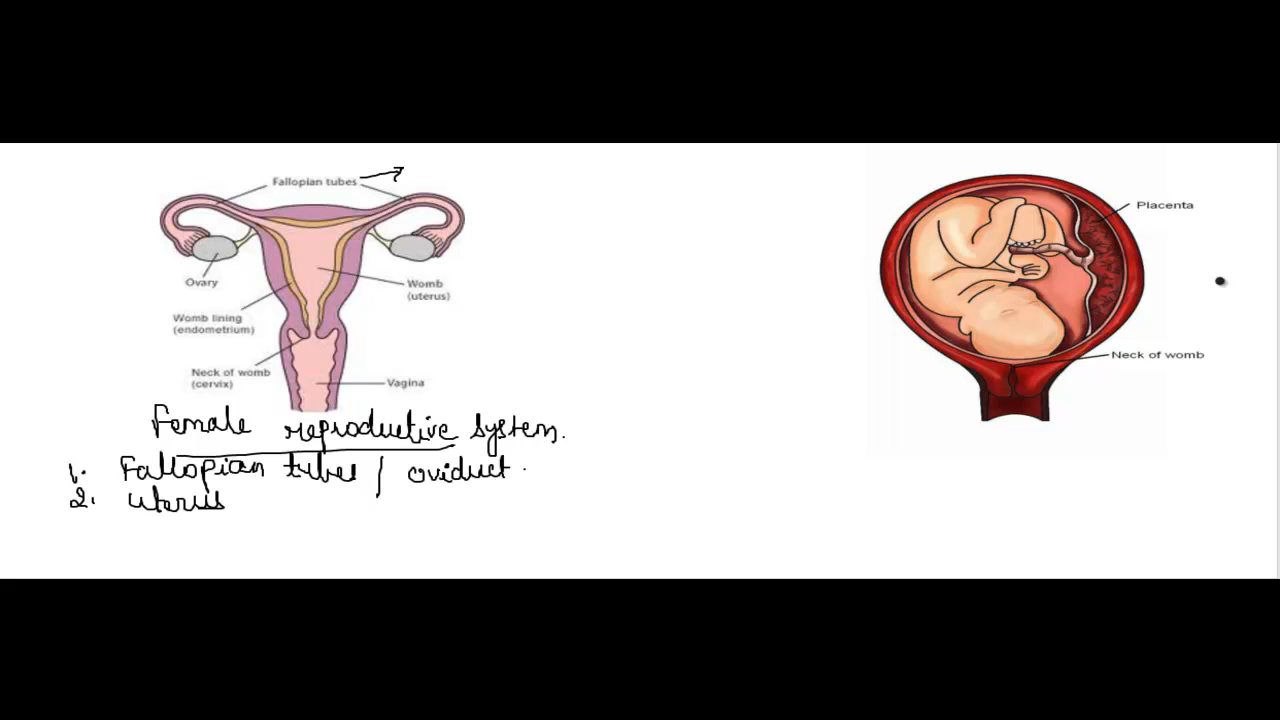 Fallopian tubes
Ovary
Womb
(uterus)
Womb lining
(endometrium)
Neck of womb
(cervix)
Vagina
Female reproductive system.
1. Fallopian tubes / oviduct.
2. uterus
Placenta
Neck of womb